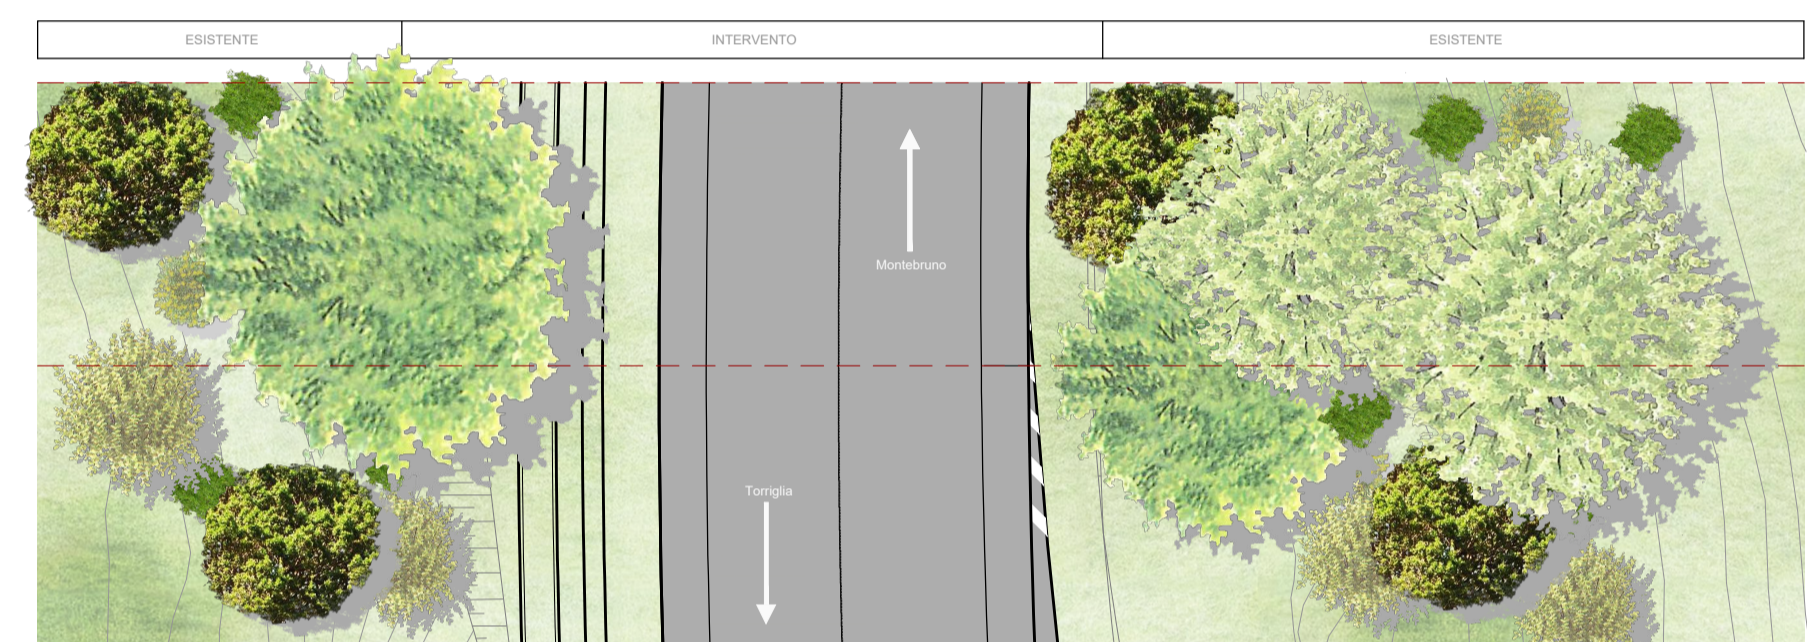 ESISTENTE
INTERVENTO
ESISTENTE
Montebruno
Torriglia